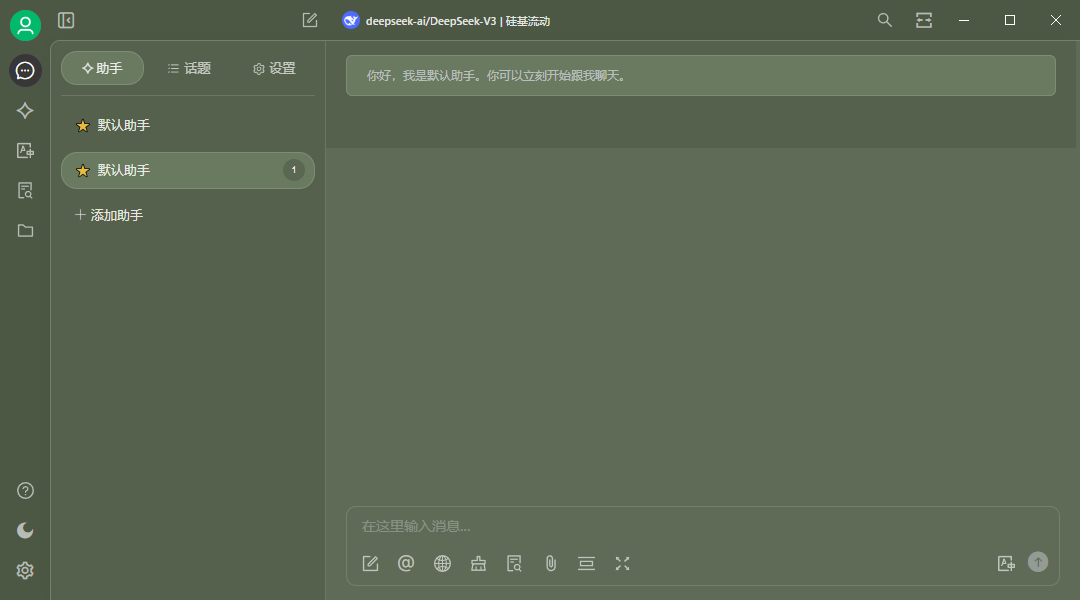 deepseek-ai/DeepSeek-V3 | 硅基流动
助手
话题
设置
默认助手
默认助手
1
添加助手
你好，我是默认助手。你可以立刻开始跟我聊天。
在这里输入消息...